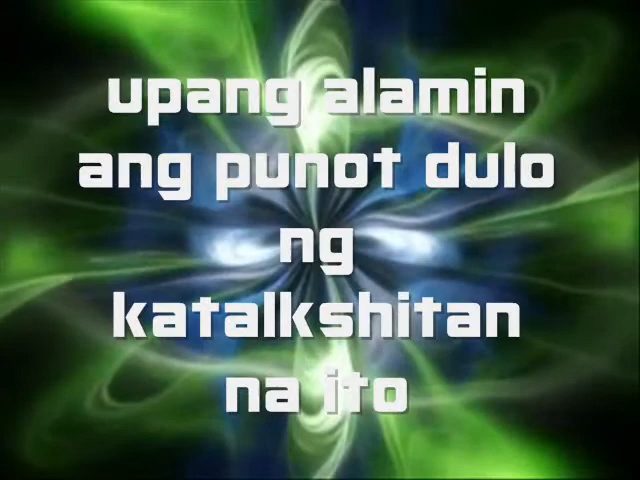 upang alamin
ang punot dulo
ng
katalkshitan
na ito